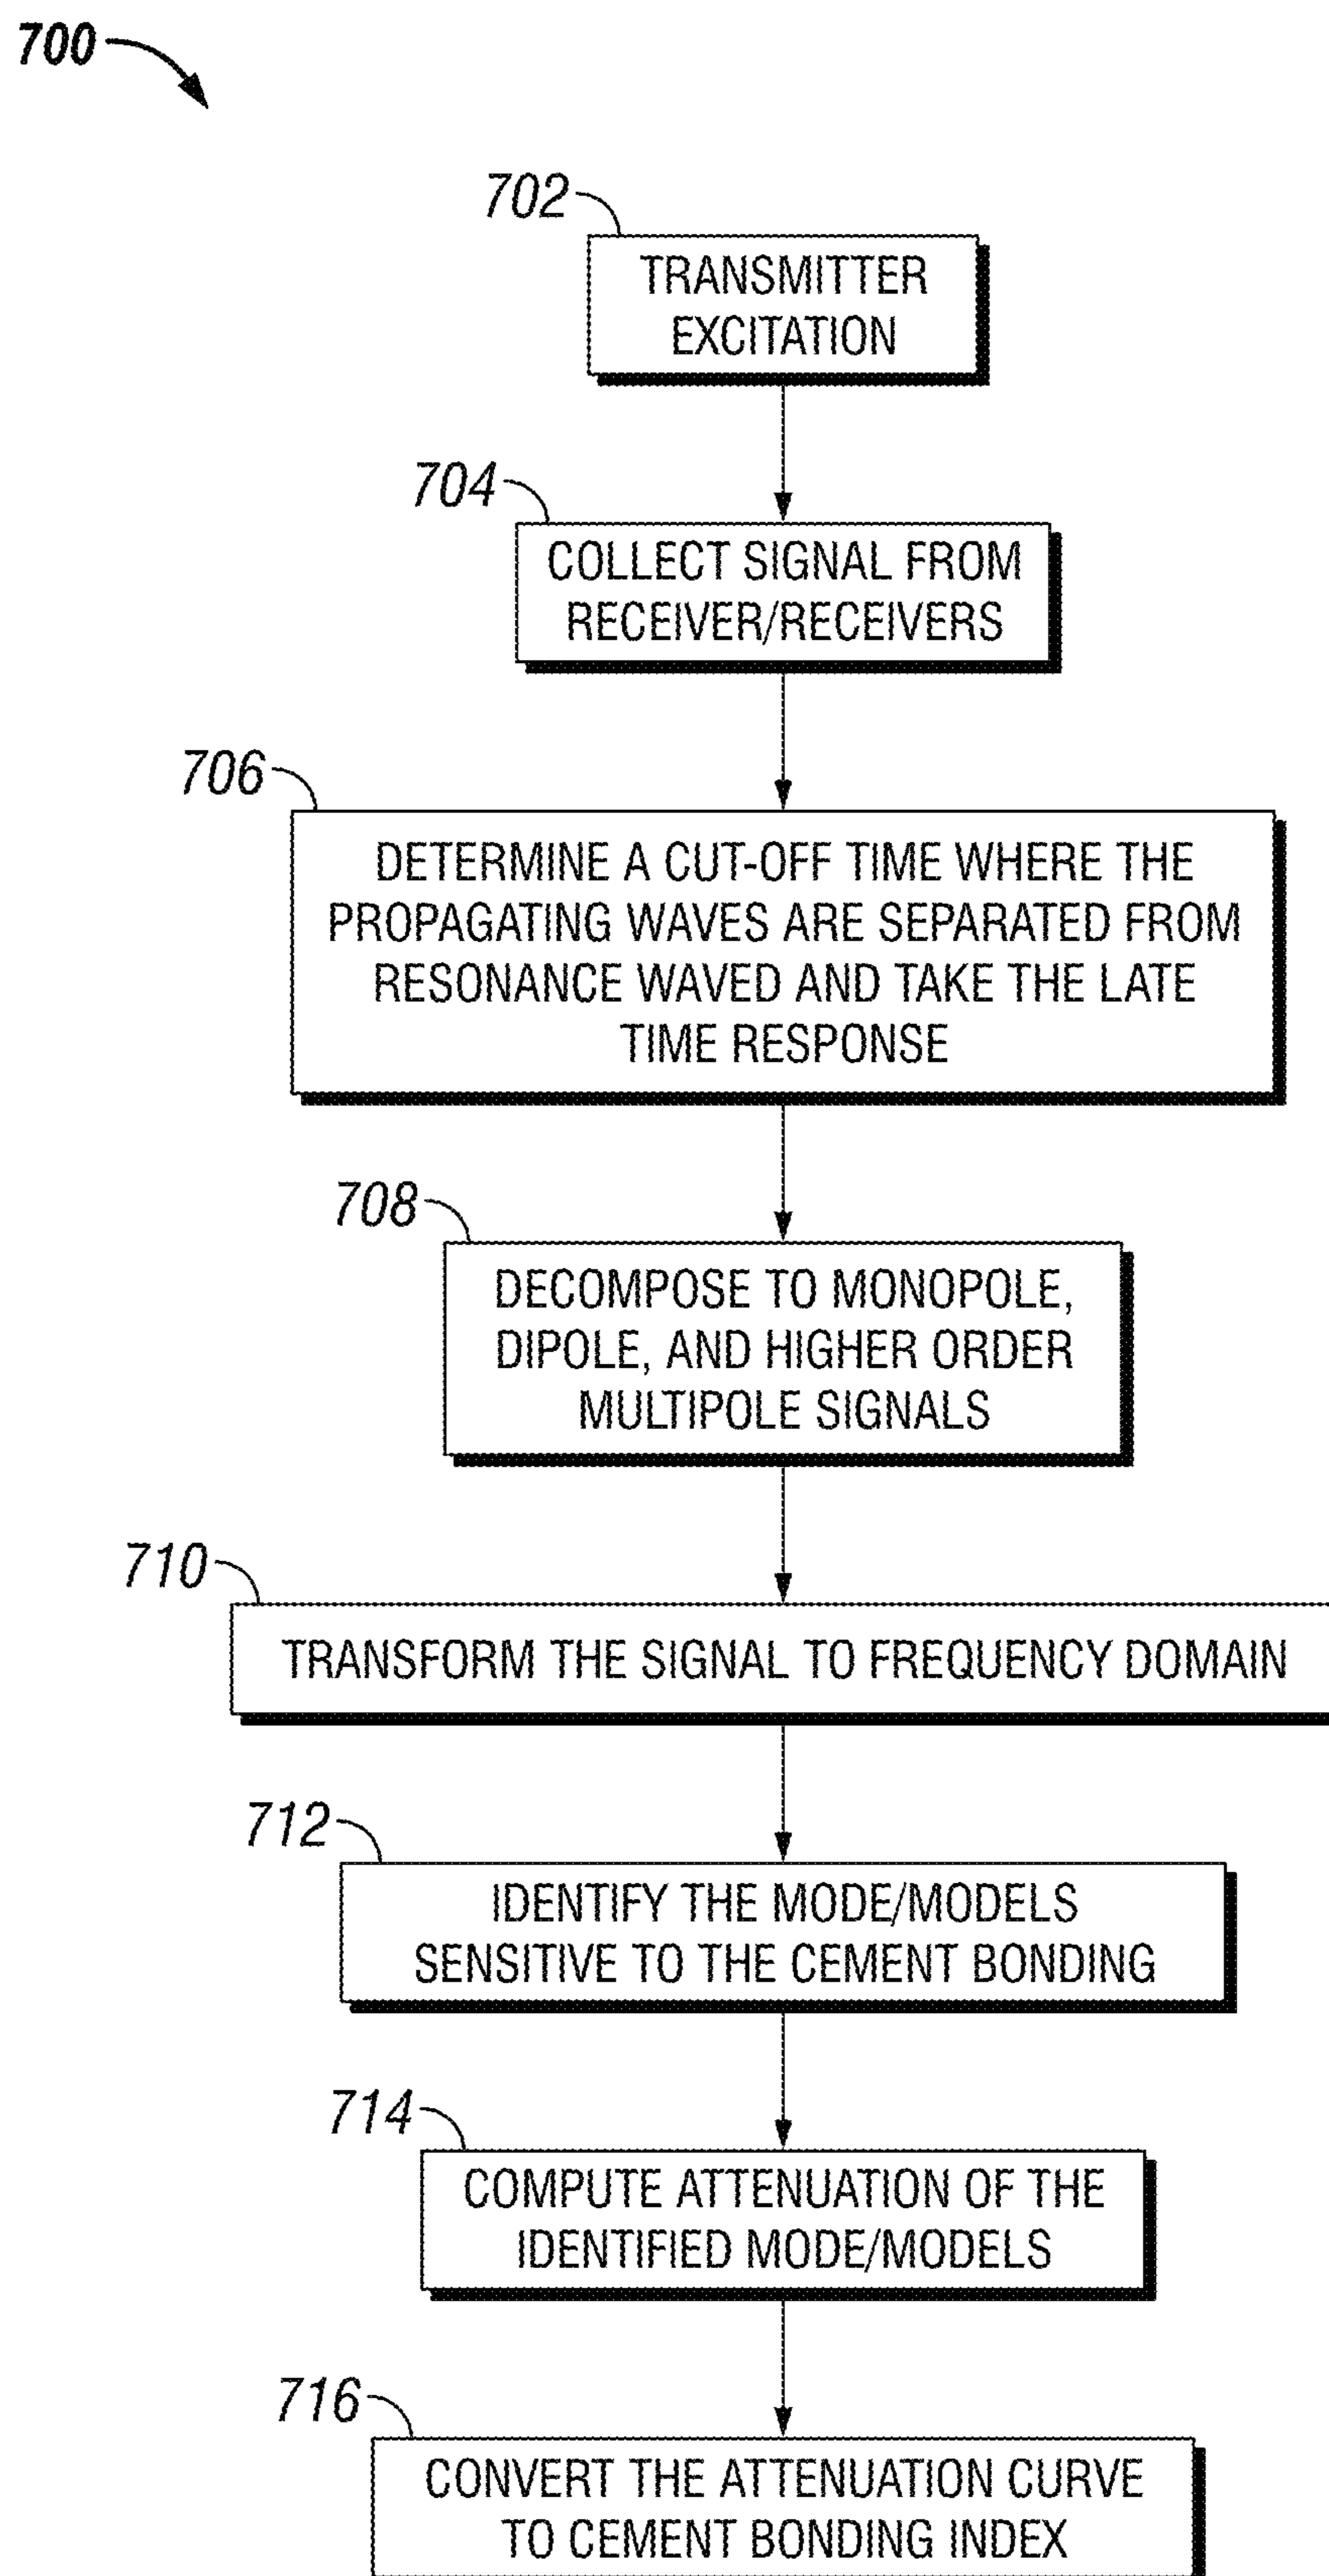 700
702
TRANSMITTER
EXCITATION
704
COLLECT SIGNAL FROM
RECEIVER/RECEIVERS
706
DETERMINE A CUT-OFF TIME WHERE THE
PROPAGATING WAVES ARE SEPARATED FROM
RESONANCE WAVED AND TAKE THE LATE
TIME RESPONSE
708
DECOMPOSE TO MONOPOLE,
DIPOLE, AND HIGHER ORDER
MULTIPOLE SIGNALS
710
TRANSFORM THE SIGNAL TO FREQUENCY DOMAIN
712
IDENTIFY THE MODE/MODELS
SENSITIVE TO THE CEMENT BONDING
714
COMPUTE ATTENUATION OF THE
IDENTIFIED MODE/MODELS
716
CONVERT THE ATTENUATION CURVE
TO CEMENT BONDING INDEX